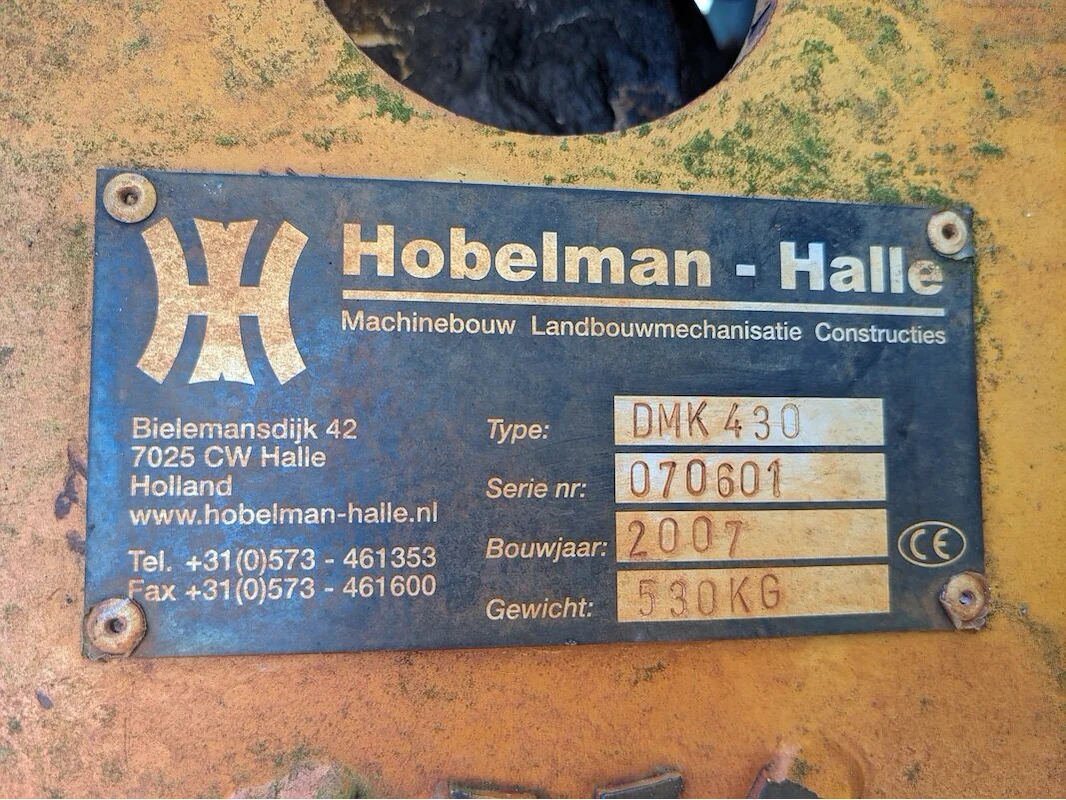 Hobelman - Halle
Machinebouw Landbouwmechanisatie Constructies
Bielemansdijk 42
7025 CW Halle
Holland
www.hobelman-halle.nl
Tel. +31(0)573 - 461353
Fax +31(0)573 - 461600
Type: DMK 430
Serie nr: 070601
Bouwjaar: 2007
Gewicht: 530KG
CE